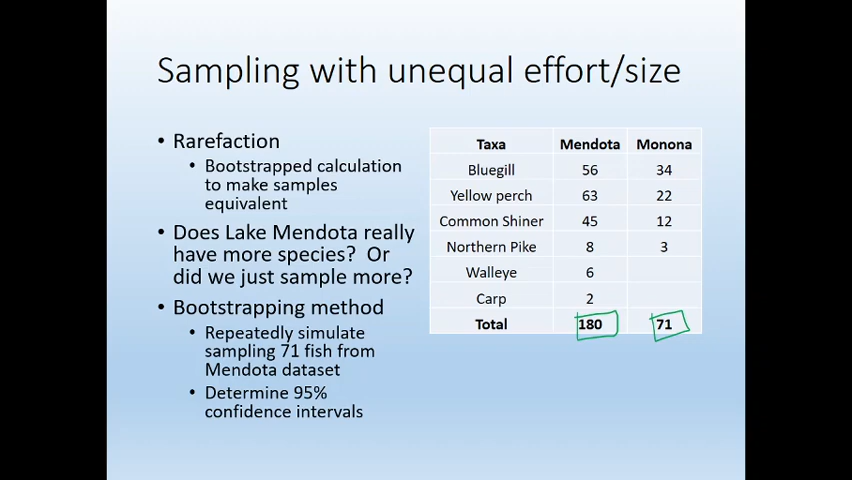 Sampling with unequal effort/size
• Rarefaction
• Bootstrapped calculation
to make samples
equivalent
• Does Lake Mendota really
have more species? Or
did we just sample more?
• Bootstrapping method
• Repeatedly simulate
sampling 71 fish from
Mendota dataset
• Determine 95%
confidence intervals
Taxa Mendota Monona
Bluegill 56 34
Yellow perch 63 22
Common Shiner 45 12
Northern Pike 8 3
Walleye 6
Carp 2
Total 180 71